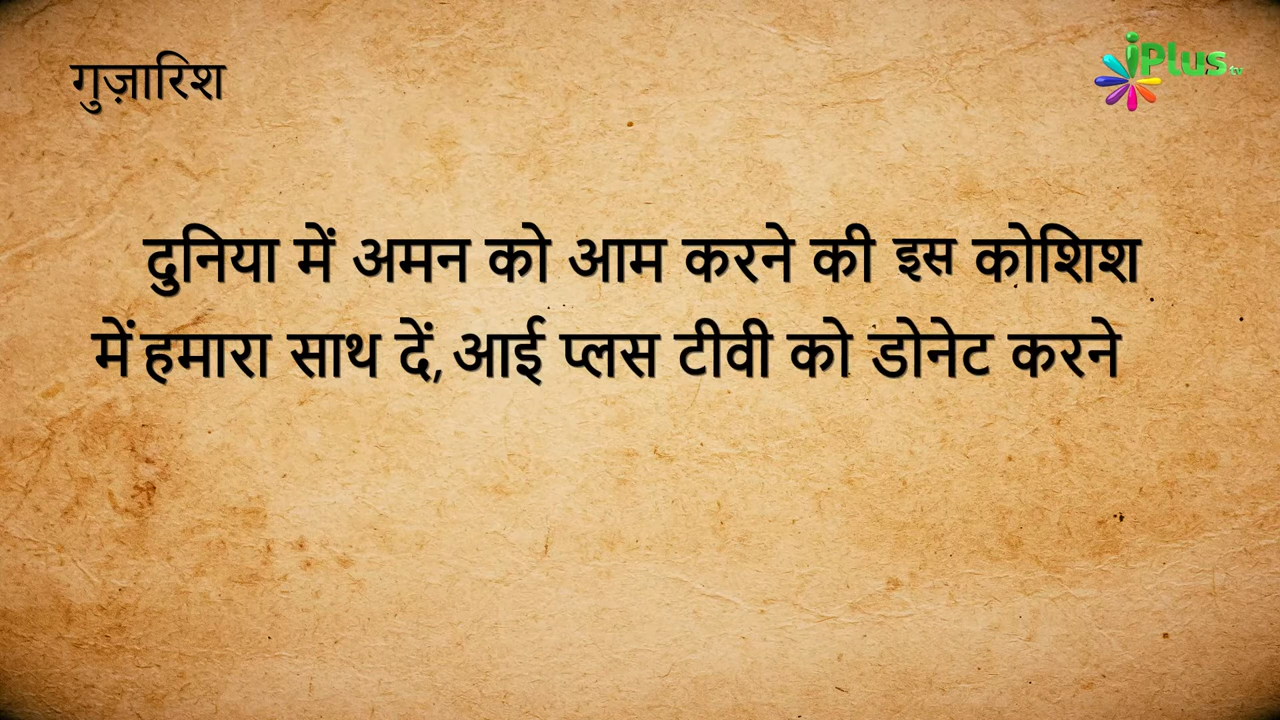 गुज़ारिश
iPlus tv
दुनिया में अमन को आम करने की इस कोशिश
में हमारा साथ दें, आई प्लस टीवी को डोनेट करने